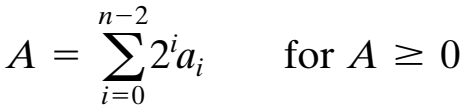 A = \sum_{i=0}^{n-2} 2^i a_i for A ≥ 0